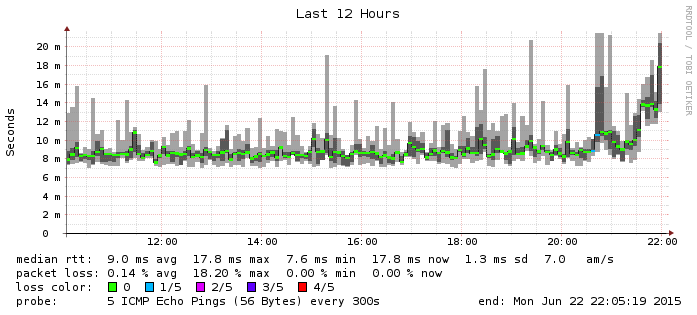 Last 12 Hours
RRDTOOL / TOBI OETIKER
Seconds
20 m
18 m
16 m
14 m
12 m
10 m
8 m
6 m
4 m
2 m
0
12:00 14:00 16:00 18:00 20:00 22:00
median rtt: 9.0 ms avg 17.8 ms max 7.6 ms min 17.8 ms now 1.3 ms sd 7.0 am/s
packet loss: 0.14 % avg 18.20 % max 0.00 % min 0.00 % now
loss color: 0 1/5 2/5 3/5 4/5
probe: 5 ICMP Echo Pings (56 Bytes) every 300s end: Mon Jun 22 22:05:19 2015